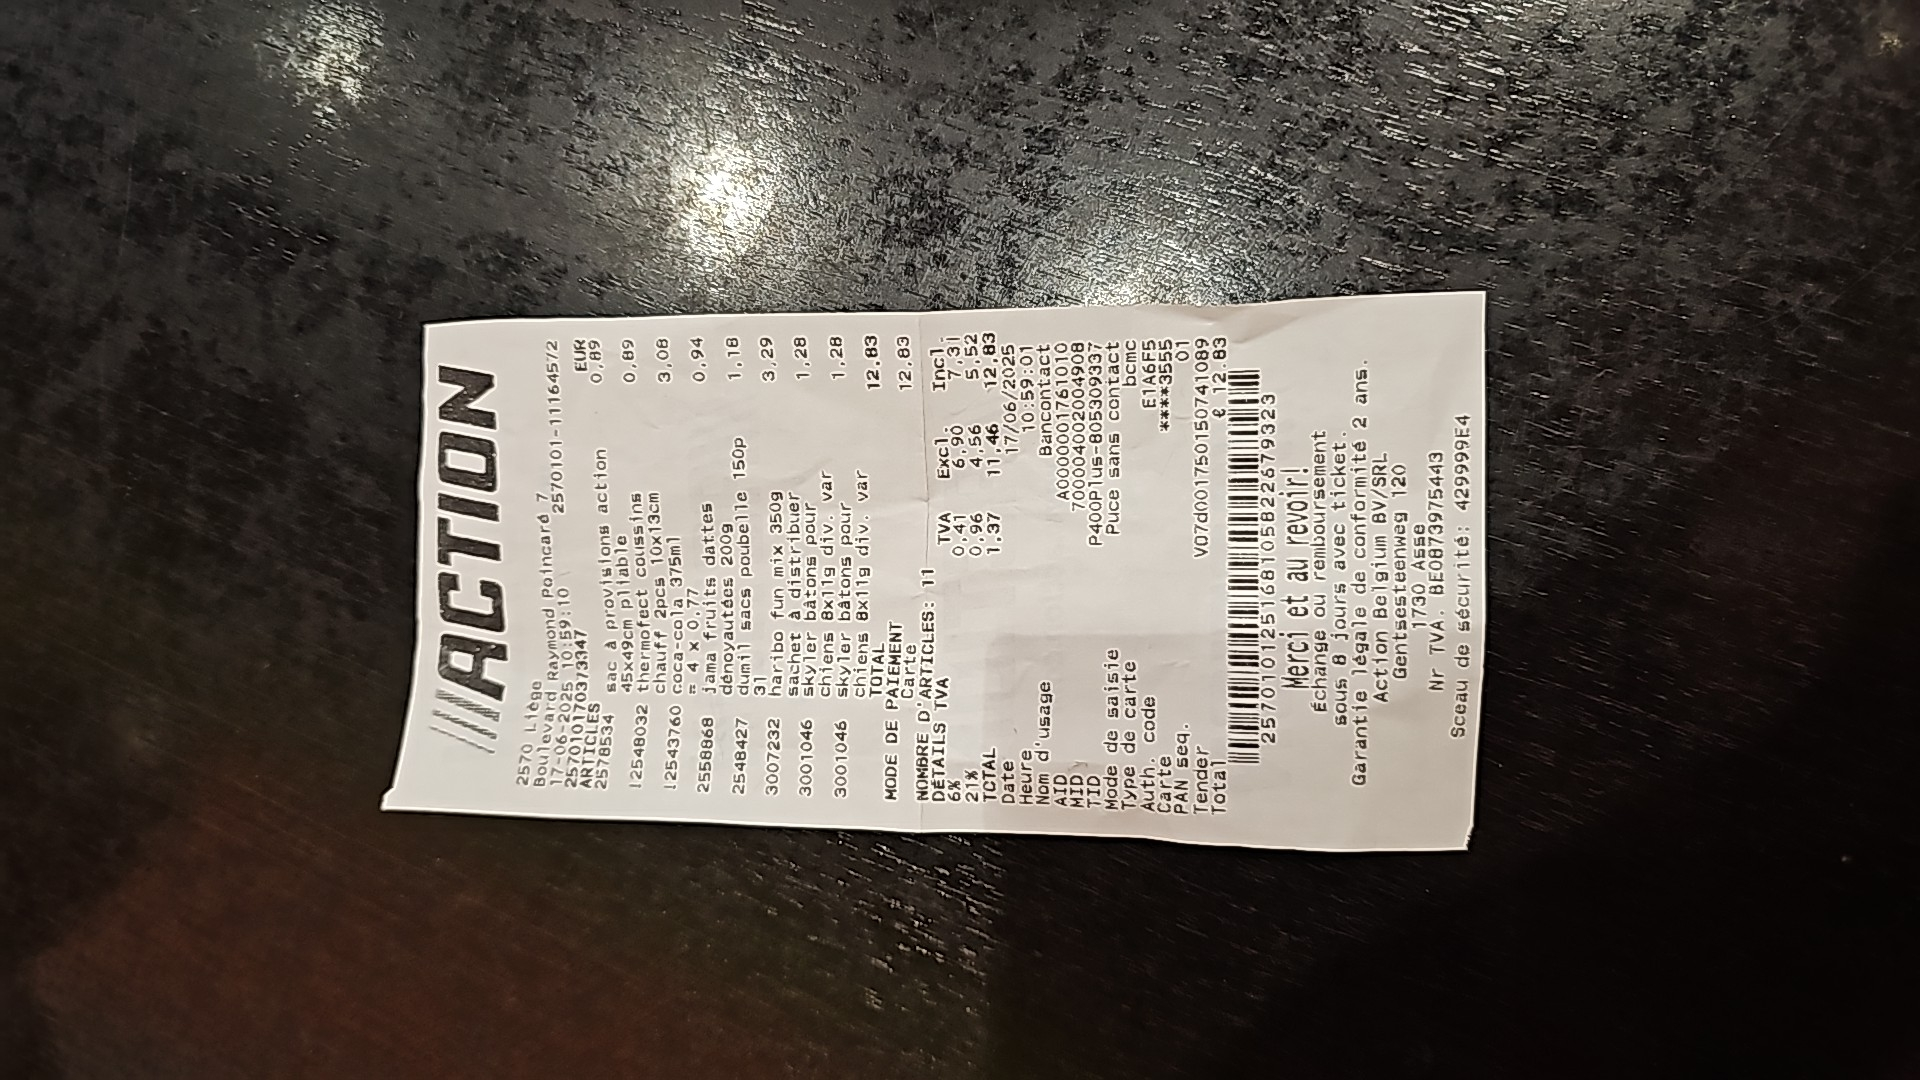 ACTION
2570 Liège
Boulevard Raymond Poincaré 7
17-06-2025 10:59:10 \ 2570101-11164572
2570101703733​47
ARTICLES EUR
2578534 sac à provisions action 0,89
45x49cm pliable
12548032 thermofect coussins 0,89
chauff 2pcs 10x13cm
12543760 coca-cola 375ml 3,08
= 4 x 0,77
2558868 jama fruits dattes 0,94
dénoyautées 200g
2548427 dumil sacs poubelle 150p 1,18
3l
3007232 haribo fun mix 350g 3,29
sachet à distribuer
3001046 skyler bâtons pour 1,28
chiens 8x11g div. var
3001046 skyler bâtons pour 1,28
chiens 8x11g div. var
TOTAL 12,83
MODE DE PAIEMENT
Carte 12,83
NOMBRE D'ARTICLES: 11
DÉTAILS TVA TVA Excl. Incl.
6% 0,41 6,90 7,31
21% 0,96 4,56 5,52
TOTAL 1,37 11,46 12,83
Date 17/06/2025
Heure 10:59:01
Nom d'usage Bancontact
AID A0000001761010
MID 7000040020​04908
TID P400Plus-80530933​7
Mode de saisie Puce sans contact
Type de carte bcmc
Auth. code E1A6F5
Carte ****3555
PAN seq. 01
Tender V07d001750150741089
Total € 12.83
2570101251681058226793323
Merci et au revoir!
Échange ou remboursement
sous 8 jours avec ticket.
Garantie légale de conformité 2 ans.
Action Belgium BV/SRL
Gentsesteenweg 120
1730 Asse
Nr TVA. BE0873975443
Sceau de sécurité: 429999E4